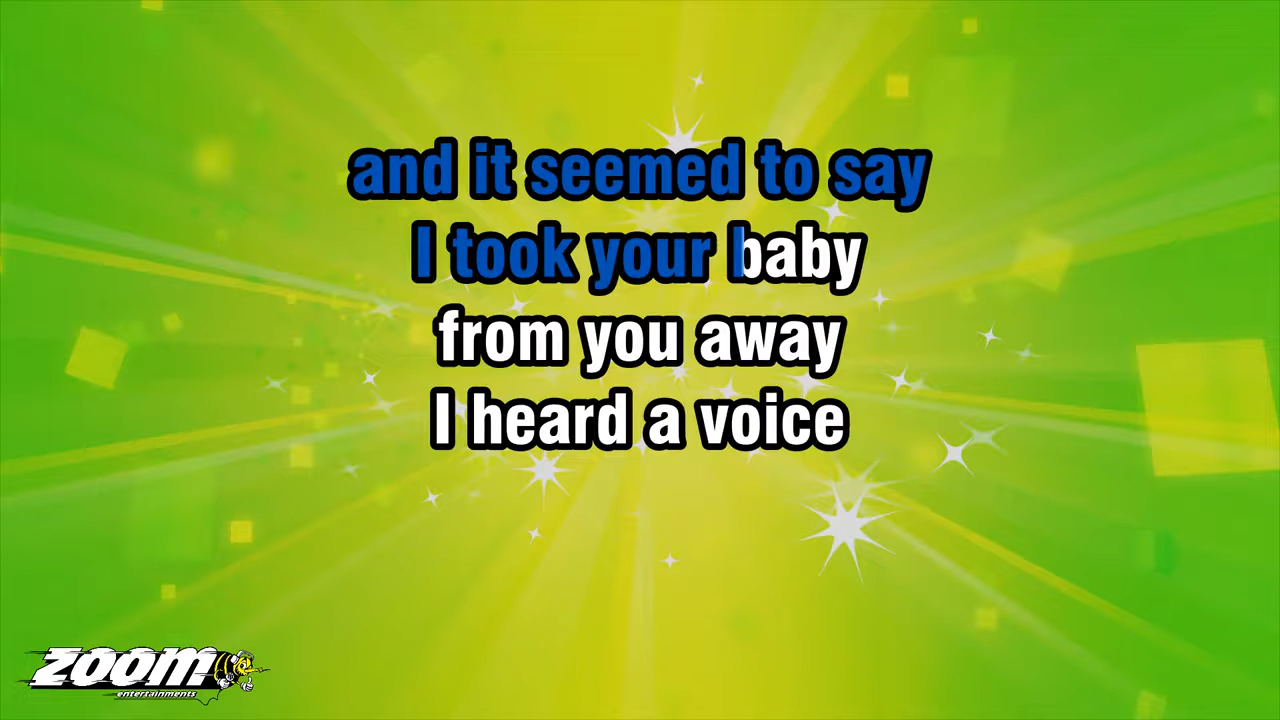 and it seemed to say
I took your baby
from you away
I heard a voice
zoom
entertainments